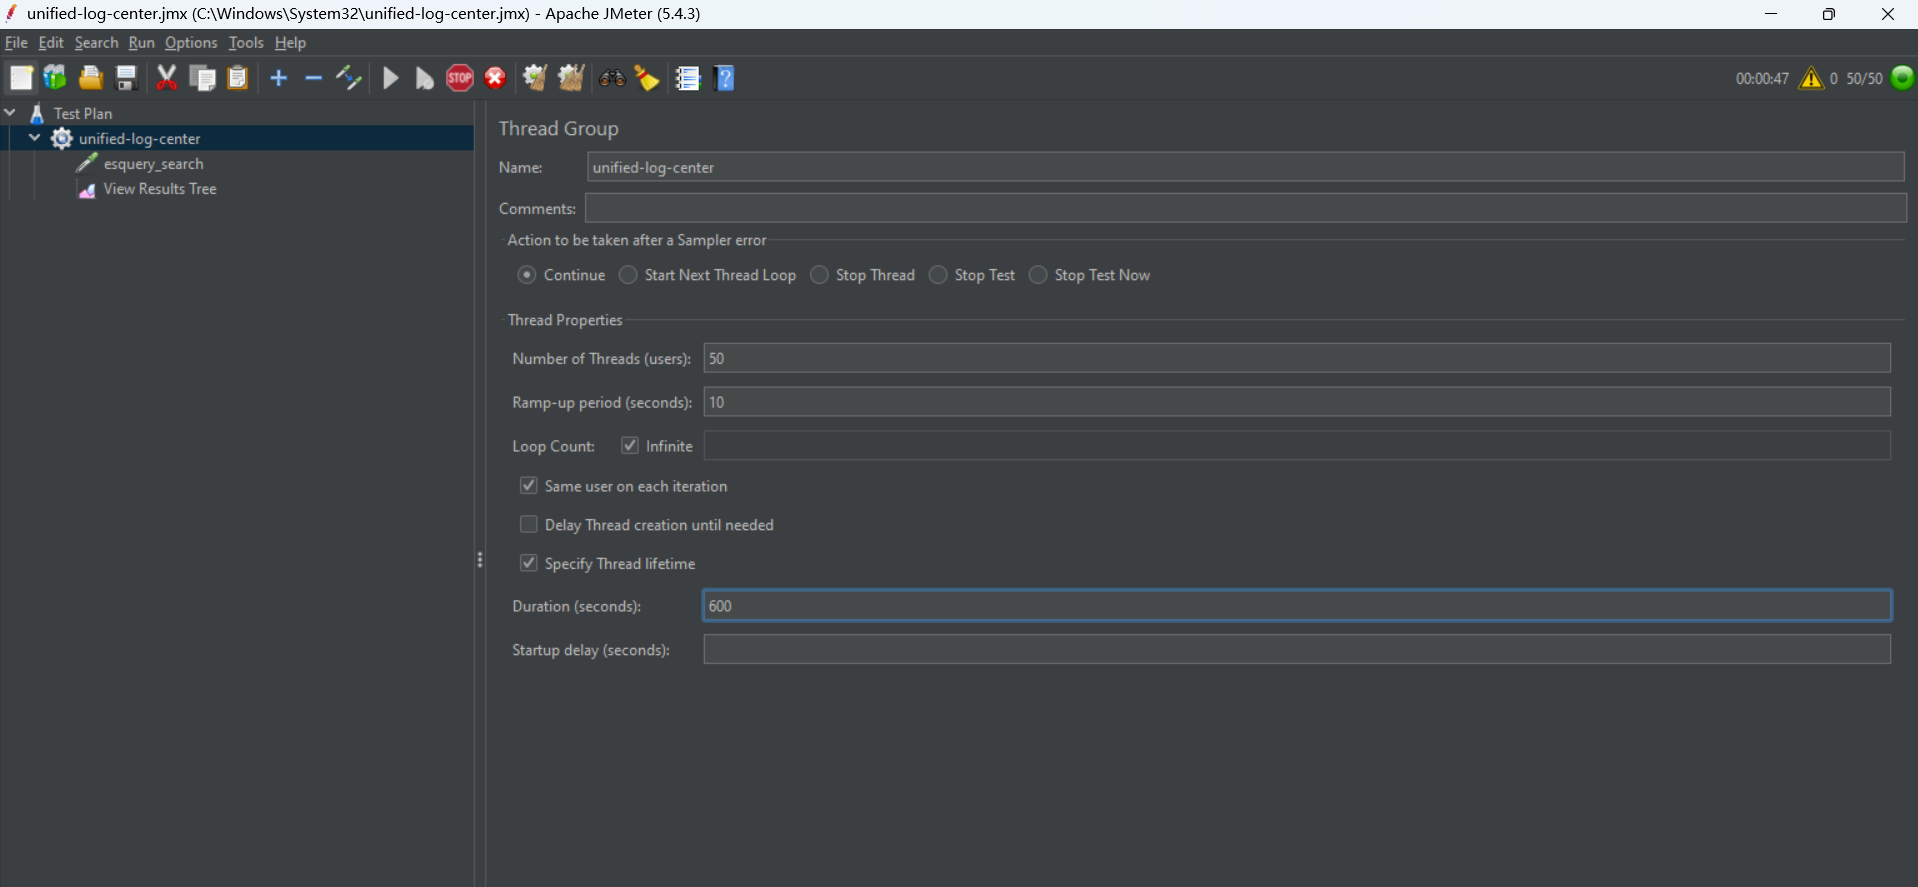 unified-log-center.jmx (C:\Windows\System32\unified-log-center.jmx) - Apache JMeter (5.4.3)
File Edit Search Run Options Tools Help
STOP
00:00:47 0 50/50
Test Plan
unified-log-center
esquery_search
View Results Tree
Thread Group
Name: unified-log-center
Comments:
Action to be taken after a Sampler error
Continue Start Next Thread Loop Stop Thread Stop Test Stop Test Now
Thread Properties
Number of Threads (users): 50
Ramp-up period (seconds): 10
Loop Count: Infinite
Same user on each iteration
Delay Thread creation until needed
Specify Thread lifetime
Duration (seconds): 600
Startup delay (seconds):